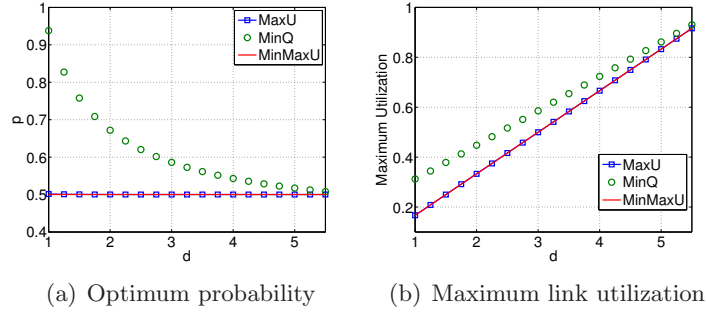 1
0.9
0.8
0.7
0.6
0.5
0.4
p
1 2 3 4 5
d
MaxU
MinQ
MinMaxU
(a) Optimum probability
1
0.8
0.6
0.4
0.2
Maximum Utilization
1 2 3 4 5
d
MaxU
MinQ
MinMaxU
(b) Maximum link utilization